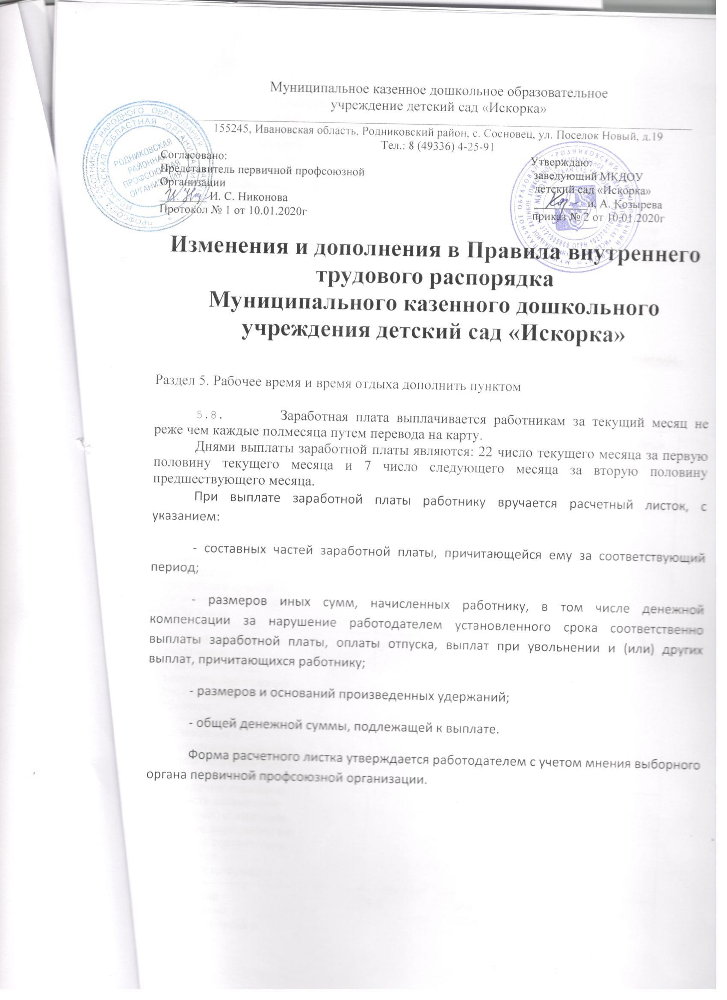 Муниципальное казенное дошкольное образовательное
учреждение детский сад «Искорка»
155245, Ивановская область, Родниковский район, с. Сосновец, ул. Поселок Новый, д.19
Тел.: 8 (49336) 4-25-91
Согласовано:
Представитель первичной профсоюзной
Организации
И. С. Никонова
Протокол № 1 от 10.01.2020г
РОДНИКОВСКАЯ
РАЙОННАЯ
ПРОФСОЮЗНАЯ
ОРГАНИЗАЦИЯ
ПРОФСОЮЗ РАБОТНИКОВ НАРОДНОГО ОБРАЗОВАНИЯ
ИВАНОВСКАЯ ОБЛАСТНАЯ ОРГАНИЗАЦИЯ
Утверждаю:
заведующий МКДОУ
детский сад «Искорка»
и, А. Козырева
приказ № 2 от 10.01.2020г
Изменения и дополнения в Правила внутреннего
трудового распорядка
Муниципального казенного дошкольного
учреждения детский сад «Искорка»
Раздел 5. Рабочее время и время отдыха дополнить пунктом
5.8. Заработная плата выплачивается работникам за текущий месяц не
реже чем каждые полмесяца путем перевода на карту.
Днями выплаты заработной платы являются: 22 число текущего месяца за первую
половину текущего месяца и 7 число следующего месяца за вторую половину
предшествующего месяца.
При выплате заработной платы работнику вручается расчетный листок, с
указанием:
- составных частей заработной платы, причитающейся ему за соответствующий
период;
- размеров иных сумм, начисленных работнику, в том числе денежной
компенсации за нарушение работодателем установленного срока соответственно
выплаты заработной платы, оплаты отпуска, выплат при увольнении и (или) других
выплат, причитающихся работнику;
- размеров и оснований произведенных удержаний;
- общей денежной суммы, подлежащей к выплате.
Форма расчетного листка утверждается работодателем с учетом мнения выборного
органа первичной профсоюзной организации.